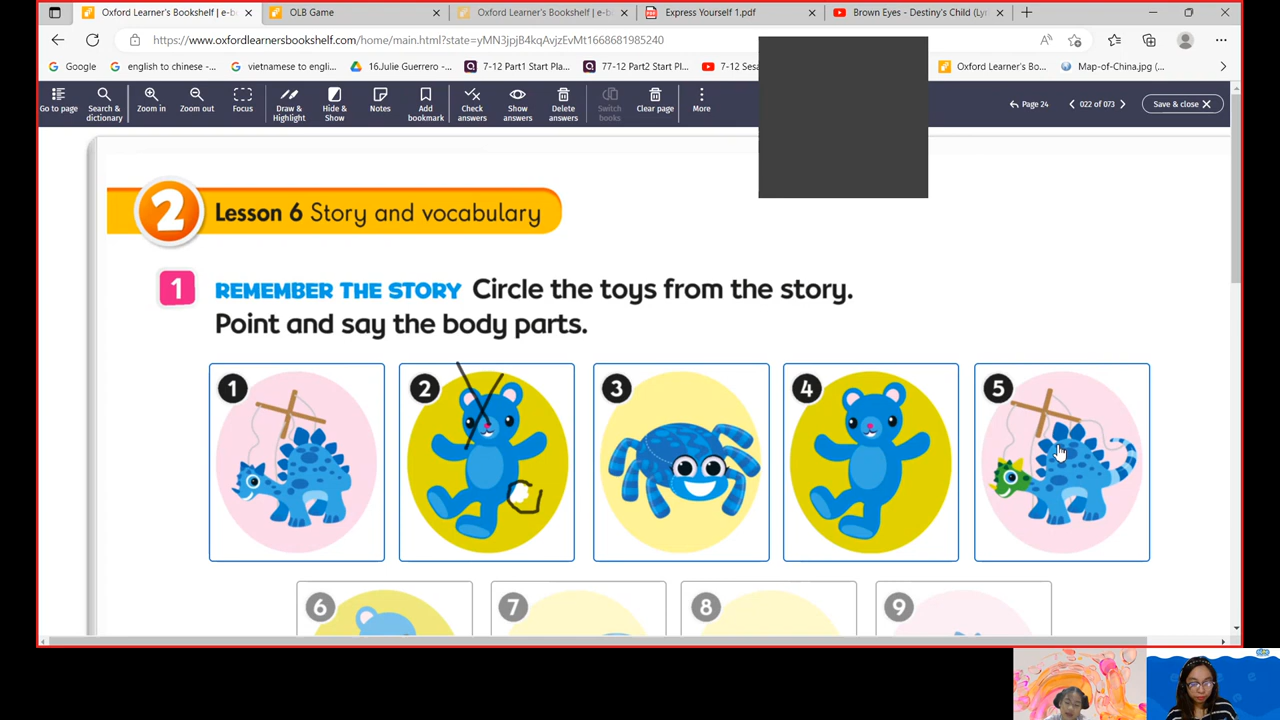 Oxford Learner's Bookshelf | e-b
OLB Game
Oxford Learner's Bookshelf | e-b
Express Yourself 1.pdf
Brown Eyes - Destiny's Child (Lyri
https://www.oxfordlearnersbookshelf.com/home/main.html?state=yMN3jpjB4kqAvjzEvMt1668681985240
Google
english to chinese -...
vietnamese to engli...
16.Julie Guerrero -...
7-12 Part1 Start Pla...
77-12 Part2 Start Pl...
7-12 Sesa
Oxford Learner's Bo...
Map-of-China.jpg (...
Go to page
Search & dictionary
Zoom in
Zoom out
Focus
Draw & Highlight
Hide & Show
Notes
Add bookmark
Check answers
Show answers
Delete answers
Switch books
Clear page
More
Page 24
022 of 073
Save & close
2 Lesson 6 Story and vocabulary
1 REMEMBER THE STORY Circle the toys from the story.
Point and say the body parts.
1 2 3 4 5
6 7 8 9